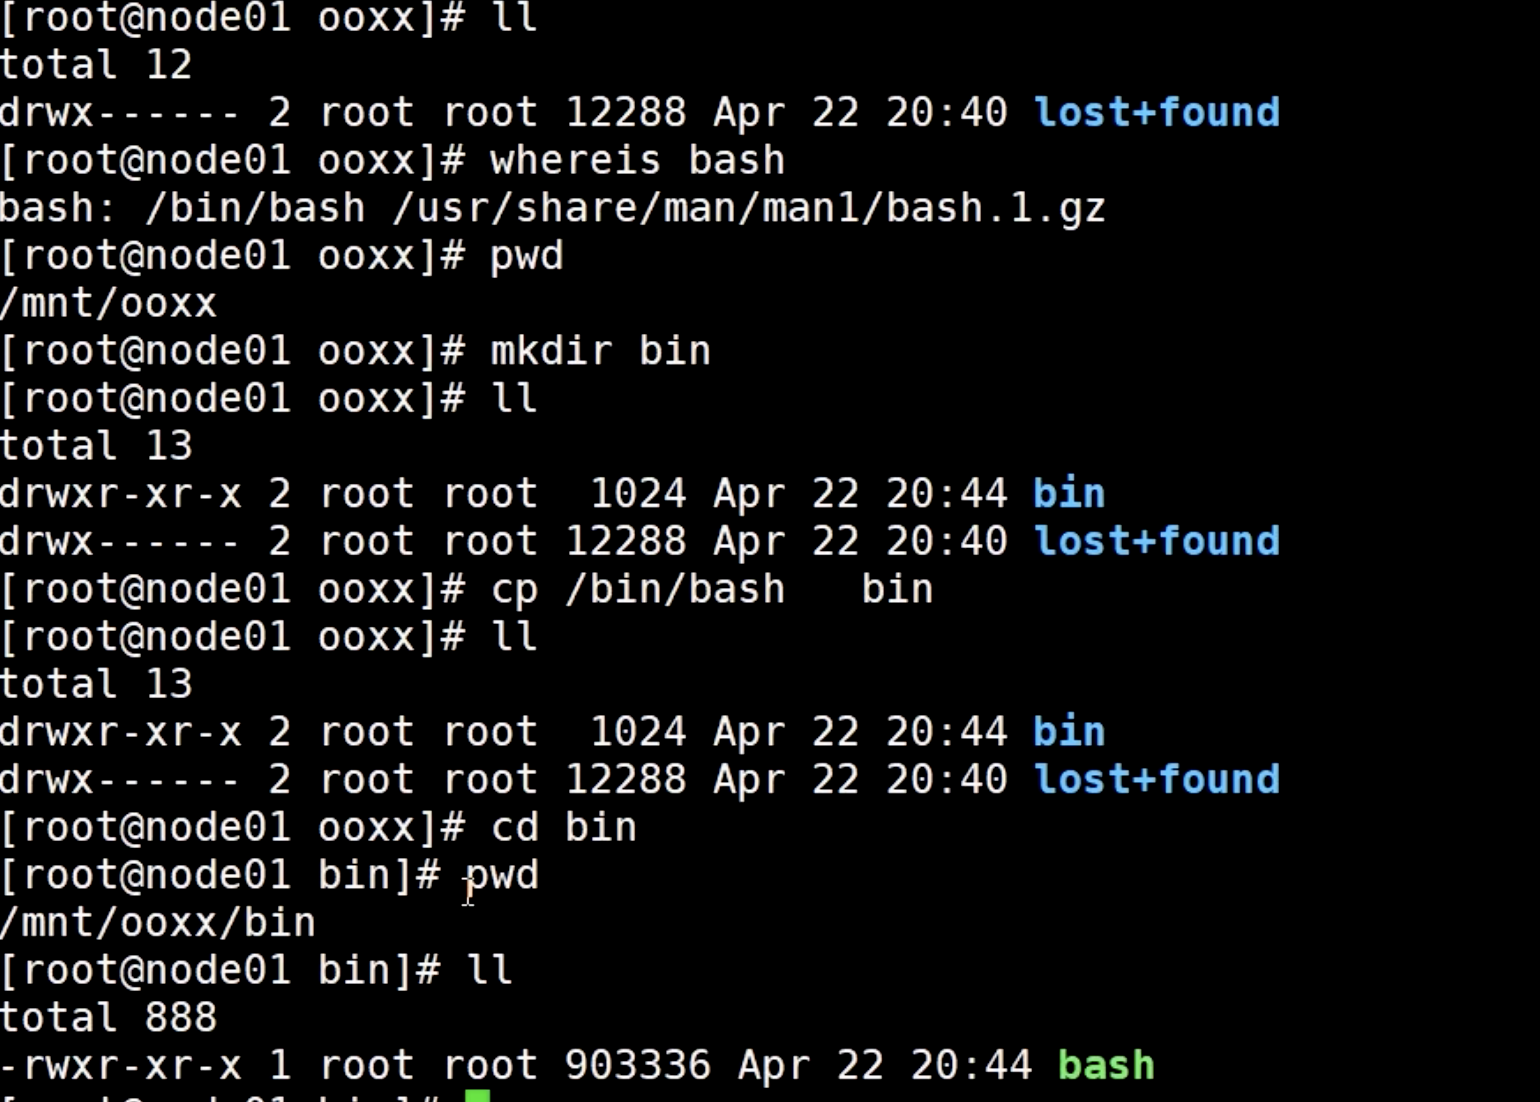 [root@node01 ooxx]# ll
total 12
drwx------ 2 root root 12288 Apr 22 20:40 lost+found
[root@node01 ooxx]# whereis bash
bash: /bin/bash /usr/share/man/man1/bash.1.gz
[root@node01 ooxx]# pwd
/mnt/ooxx
[root@node01 ooxx]# mkdir bin
[root@node01 ooxx]# ll
total 13
drwxr-xr-x 2 root root  1024 Apr 22 20:44 bin
drwx------ 2 root root 12288 Apr 22 20:40 lost+found
[root@node01 ooxx]# cp /bin/bash   bin
[root@node01 ooxx]# ll
total 13
drwxr-xr-x 2 root root  1024 Apr 22 20:44 bin
drwx------ 2 root root 12288 Apr 22 20:40 lost+found
[root@node01 ooxx]# cd bin
[root@node01 bin]# pwd
/mnt/ooxx/bin
[root@node01 bin]# ll
total 888
-rwxr-xr-x 1 root root 903336 Apr 22 20:44 bash